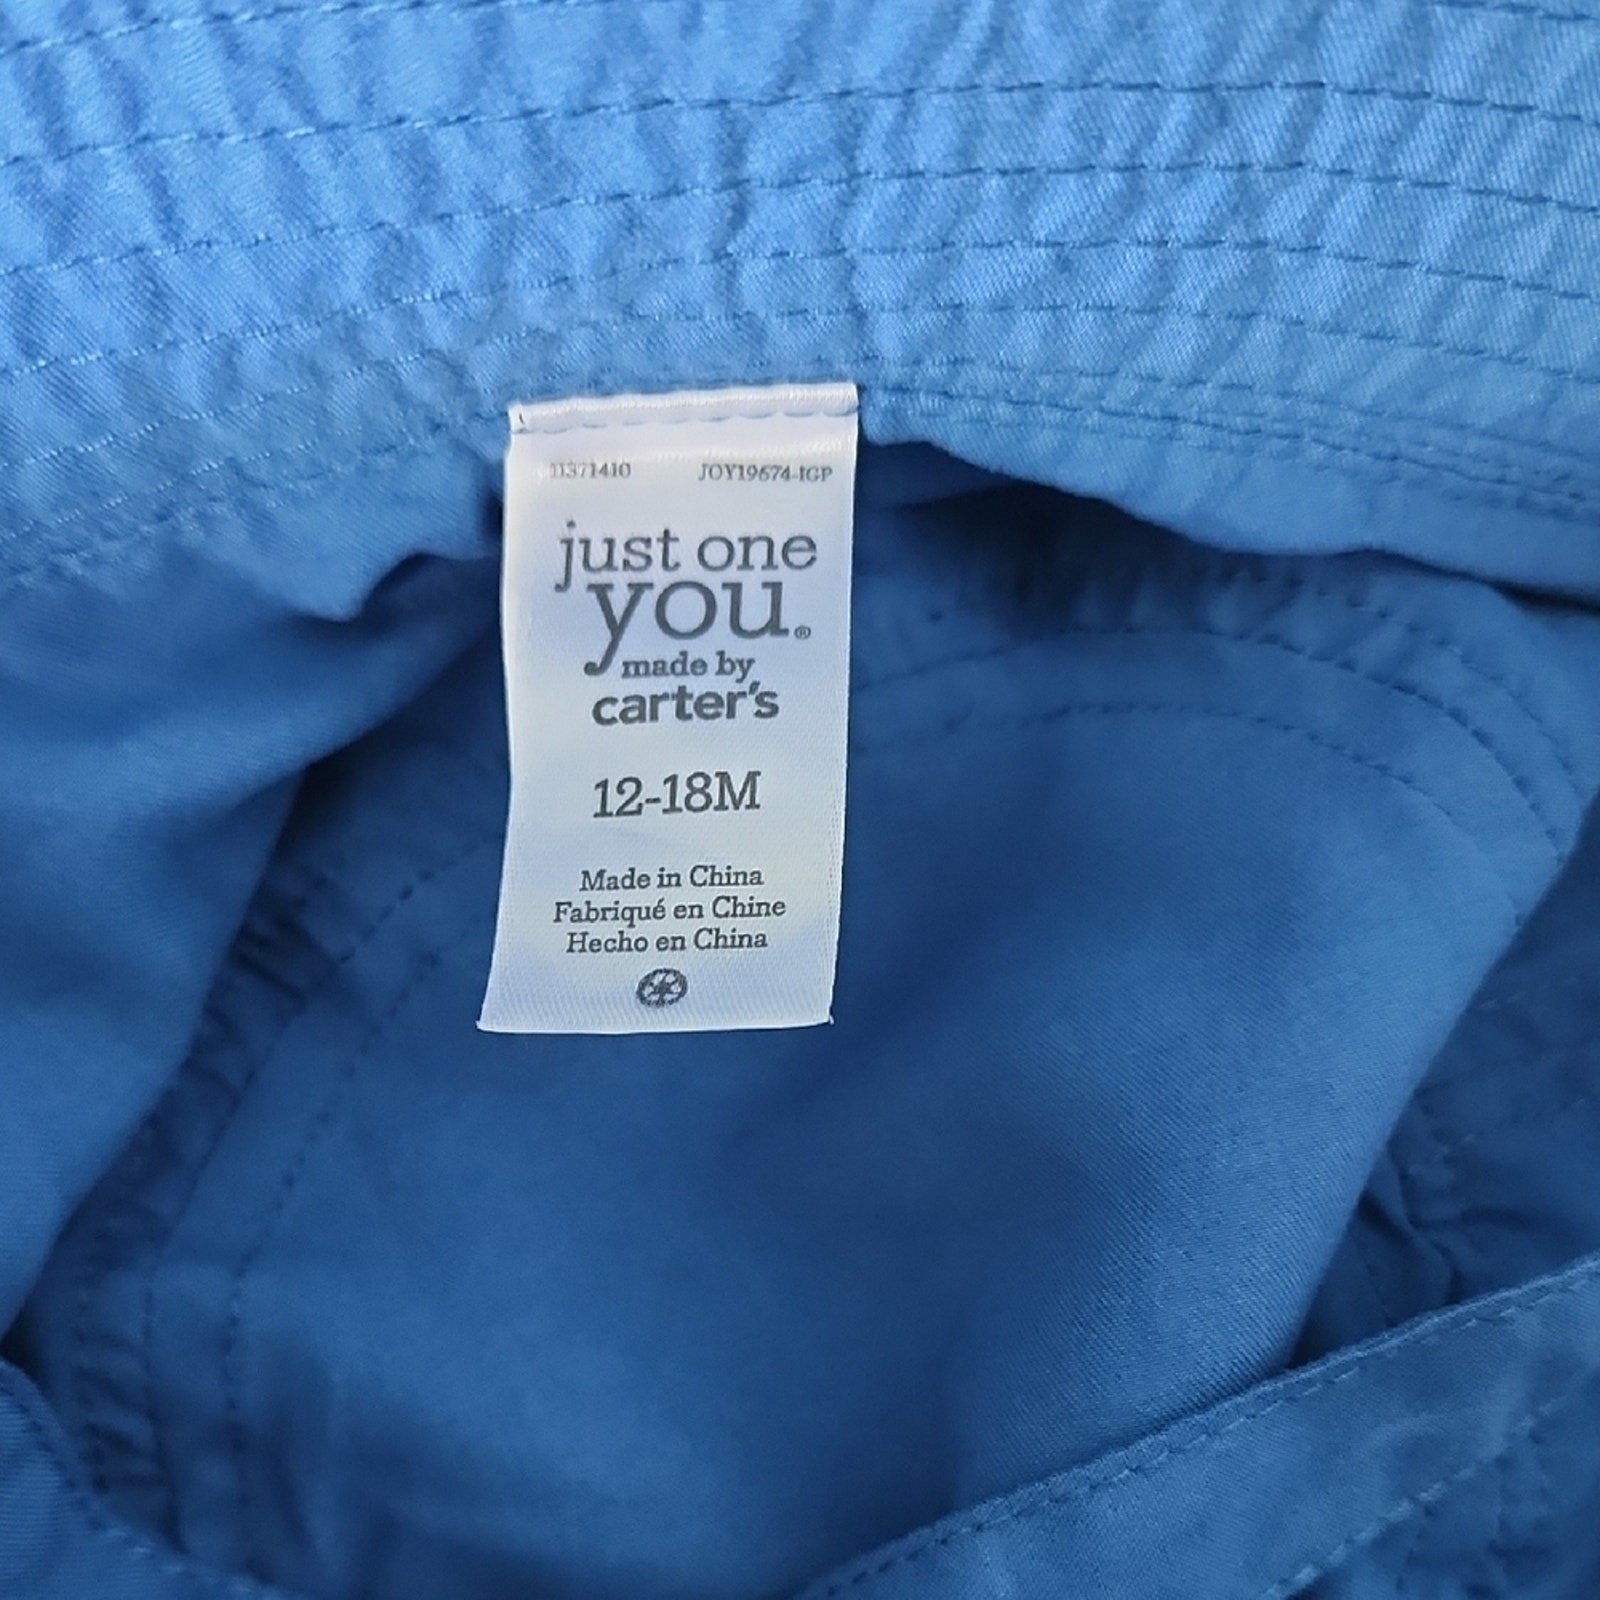 11371410 JOY19674-IGP
just one
you®
made by
carter's
12-18M
Made in China
Fabriqué en Chine
Hecho en China